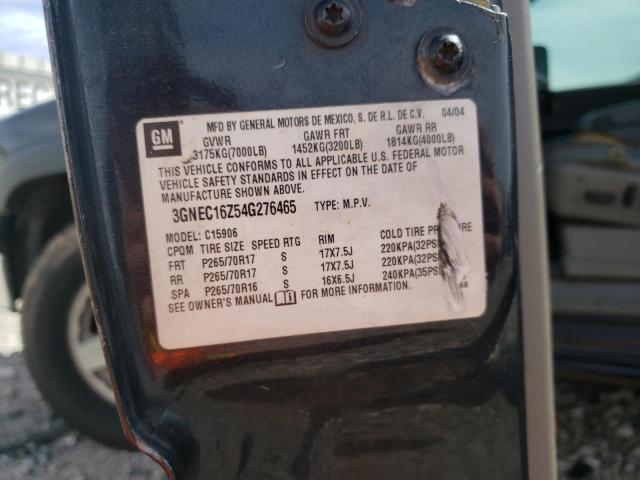 GM
MFD BY GENERAL MOTORS DE MEXICO, S. DE R.L. DE C.V. 04/04
GVWR GAWR FRT GAWR RR
3175KG(7000LB) 1452KG(3200LB) 1814KG(4000LB)
THIS VEHICLE CONFORMS TO ALL APPLICABLE U.S. FEDERAL MOTOR
VEHICLE SAFETY STANDARDS IN EFFECT ON THE DATE OF
MANUFACTURE SHOWN ABOVE.
3GNEC16Z54G276465 TYPE: M.P.V.
MODEL: C15906
CPQM TIRE SIZE SPEED RTG RIM COLD TIRE PRESSURE
FRT P265/70R17 S 17X7.5J 220KPA(32PS
RR P265/70R17 S 17X7.5J 220KPA(32PS
SPA P265/70R16 S 16X6.5J 240KPA(35PS
SEE OWNER'S MANUAL FOR MORE INFORMATION. 68